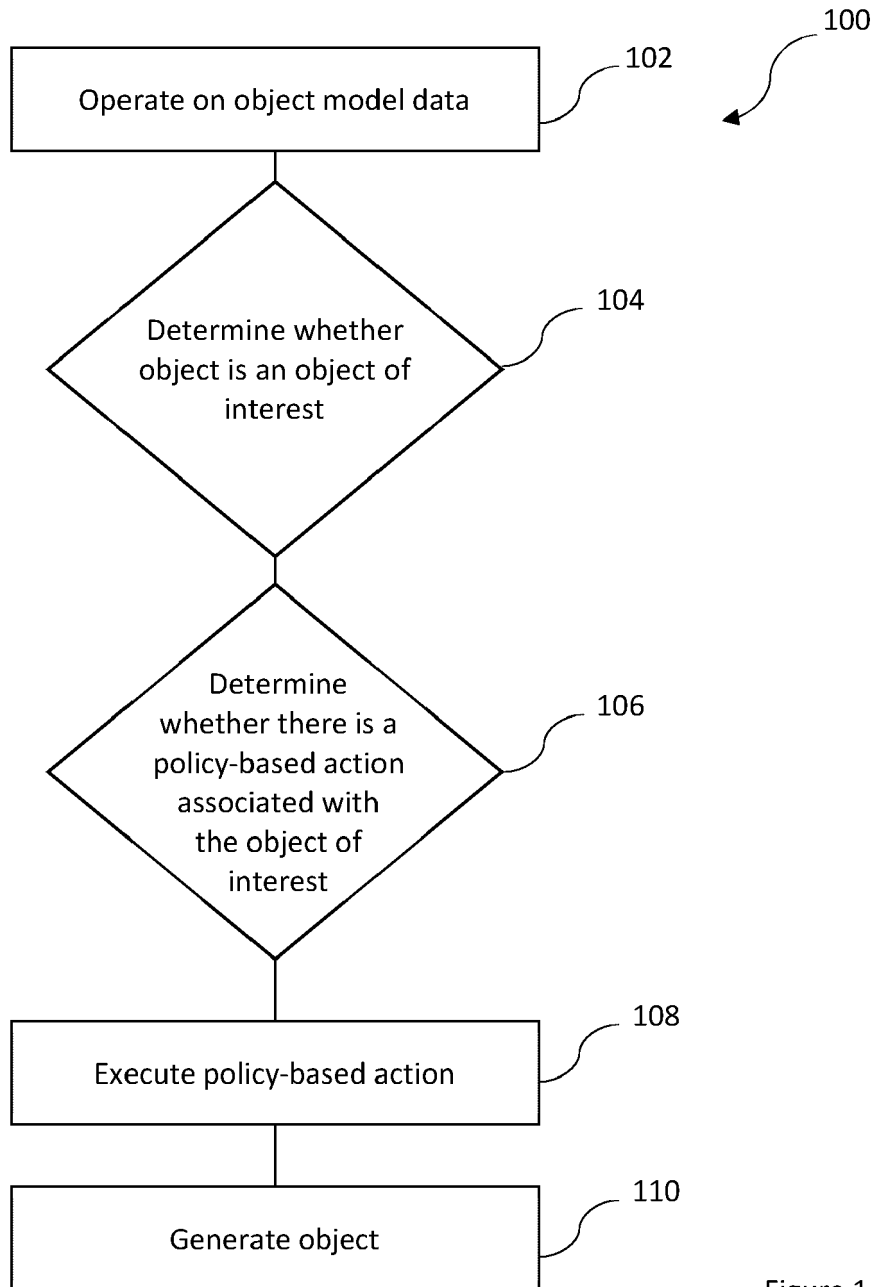 100
Operate on object model data
102
Determine whether
object is an object of
interest
104
Determine
whether there is a
policy-based action
associated with
the object of
interest
106
Execute policy-based action
108
Generate object
110
Figure 1